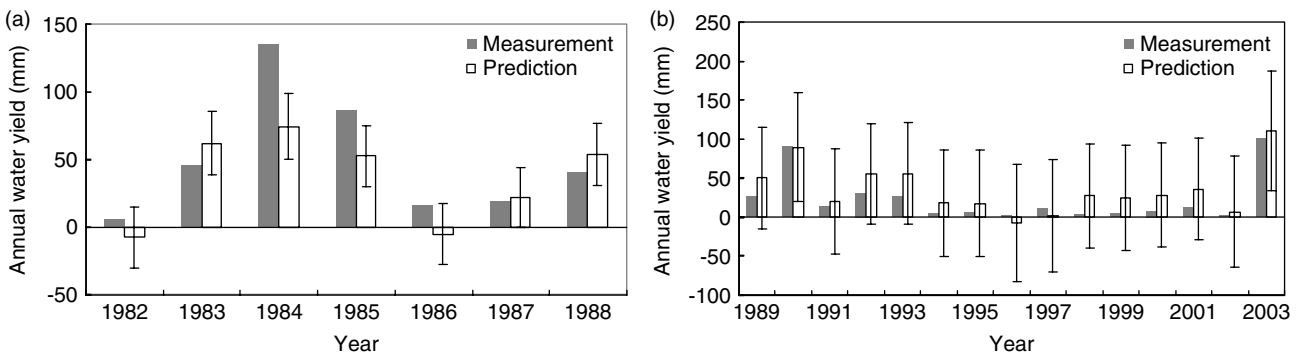 (a)
Annual water yield (mm)
150
100
50
0
-50
Measurement
Prediction
1982 1983 1984 1985 1986 1987 1988
Year
(b)
Annual water yield (mm)
250
200
150
100
50
0
-50
-100
Measurement
Prediction
1989 1991 1993 1995 1997 1999 2001 2003
Year